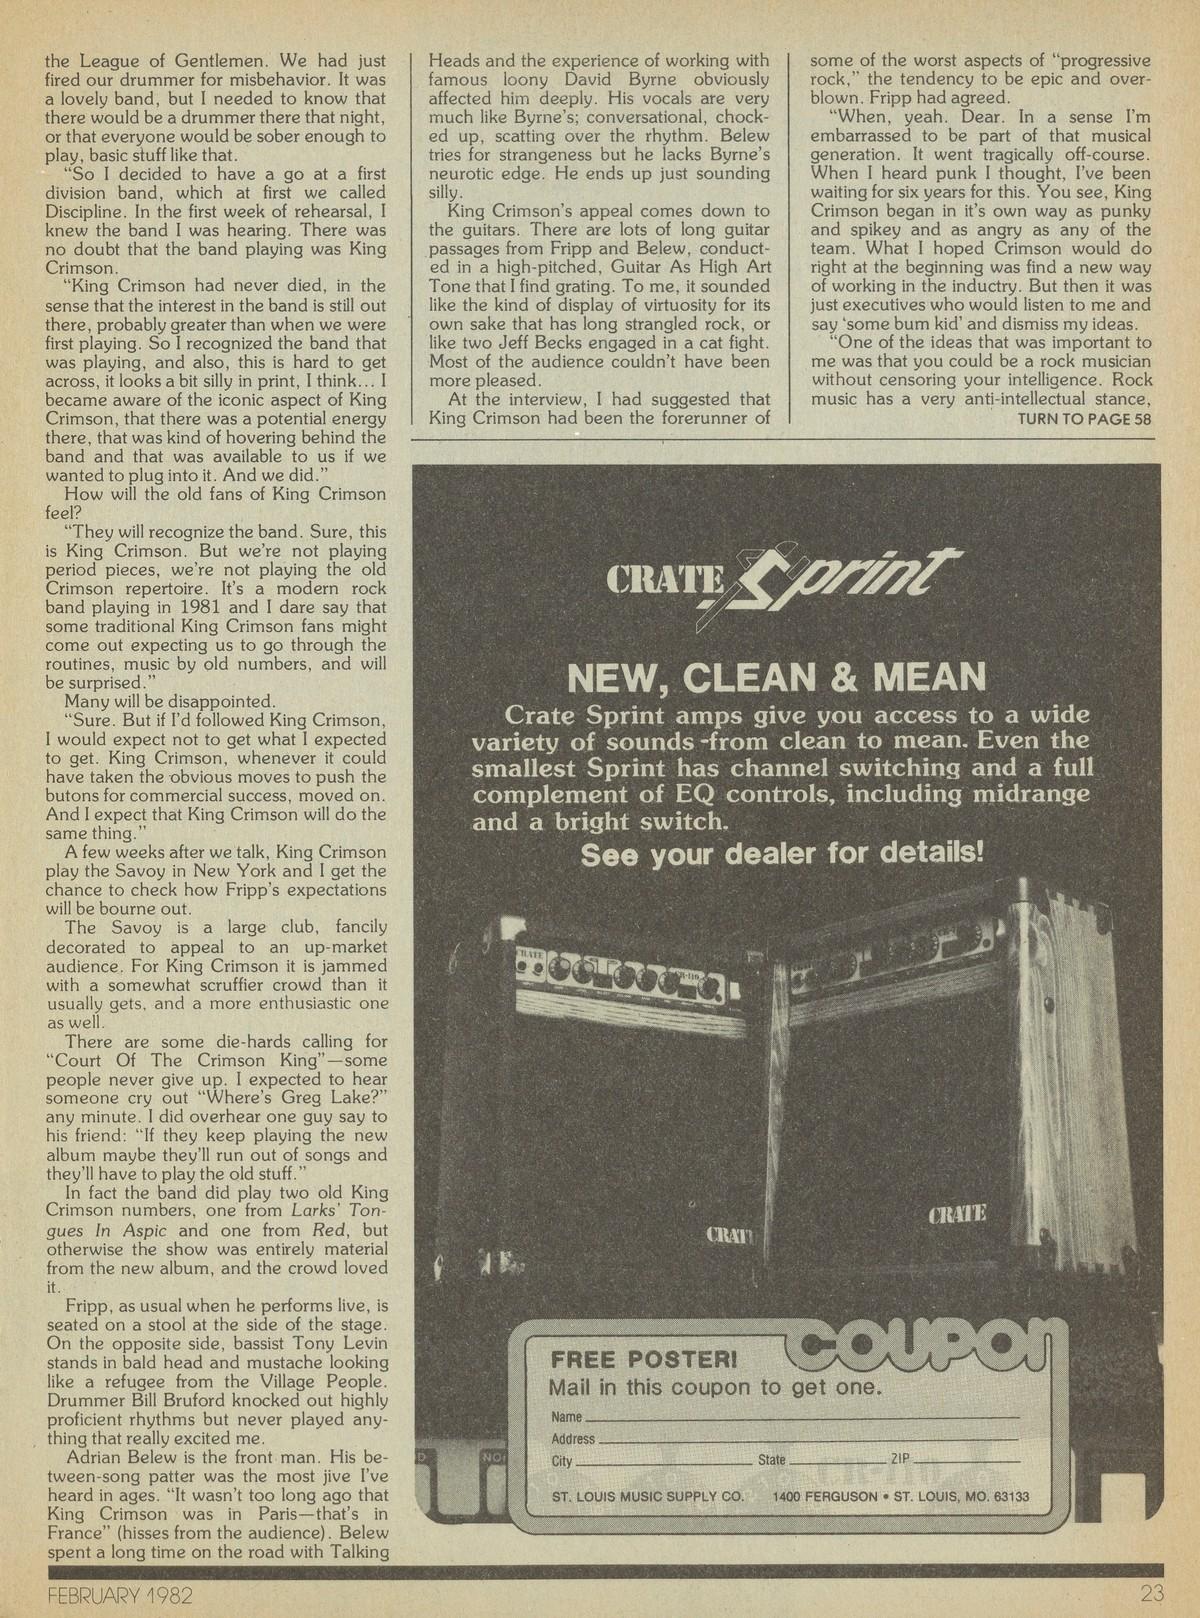 the League of Gentlemen. We had just
fired our drummer for misbehavior. It was
a lovely band, but I needed to know that
there would be a drummer there that night,
or that everyone would be sober enough to
play, basic stuff like that.
“So I decided to have a go at a first
division band, which at first we called
Discipline. In the first week of rehearsal, I
knew the band I was hearing. There was
no doubt that the band playing was King
Crimson.
“King Crimson had never died, in the
sense that the interest in the band is still out
there, probably greater than when we were
first playing. So I recognized the band that
was playing, and also, this is hard to get
across, it looks a bit silly in print, I think... I
became aware of the iconic aspect of King
Crimson, that there was a potential energy
there, that was kind of hovering behind the
band and that was available to us if we
wanted to plug into it. And we did.”
How will the old fans of King Crimson
feel?
“They will recognize the band. Sure, this
is King Crimson. But we’re not playing
period pieces, we’re not playing the old
Crimson repertoire. It’s a modern rock
band playing in 1981 and I dare say that
some traditional King Crimson fans might
come out expecting us to go through the
routines, music by old numbers, and will
be surprised.”
Many will be disappointed.
“Sure. But if I’d followed King Crimson,
I would expect not to get what I expected
to get. King Crimson, whenever it could
have taken the obvious moves to push the
butons for commercial success, moved on.
And I expect that King Crimson will do the
same thing.”
A few weeks after we talk, King Crimson
play the Savoy in New York and I get the
chance to check how Fripp’s expectations
will be bourne out.
The Savoy is a large club, fancily
decorated to appeal to an up-market
audience. For King Crimson it is jammed
with a somewhat scruffier crowd than it
usually gets, and a more enthusiastic one
as well.
There are some die-hards calling for
“Court Of The Crimson King”—some
people never give up. I expected to hear
someone cry out “Where’s Greg Lake?”
any minute. I did overhear one guy say to
his friend: “If they keep playing the new
album maybe they’ll run out of songs and
they’ll have to play the old stuff.”
In fact the band did play two old King
Crimson numbers, one from Larks’ Ton-
gues In Aspic and one from Red, but
otherwise the show was entirely material
from the new album, and the crowd loved
it.
Fripp, as usual when he performs live, is
seated on a stool at the side of the stage.
On the opposite side, bassist Tony Levin
stands in bald head and mustache looking
like a refugee from the Village People.
Drummer Bill Bruford knocked out highly
proficient rhythms but never played any-
thing that really excited me.
Adrian Belew is the front man. His be-
tween-song patter was the most jive I’ve
heard in ages. “It wasn’t too long ago that
King Crimson was in Paris—that’s in
France” (hisses from the audience). Belew
spent a long time on the road with Talking
Heads and the experience of working with
famous loony David Byrne obviously
affected him deeply. His vocals are very
much like Byrne’s; conversational, chock-
ed up, scatting over the rhythm. Belew
tries for strangeness but he lacks Byrne’s
neurotic edge. He ends up just sounding
silly.
King Crimson’s appeal comes down to
the guitars. There are lots of long guitar
passages from Fripp and Belew, conduct-
ed in a high-pitched, Guitar As High Art
Tone that I find grating. To me, it sounded
like the kind of display of virtuosity for its
own sake that has long strangled rock, or
like two Jeff Becks engaged in a cat fight.
Most of the audience couldn’t have been
more pleased.
At the interview, I had suggested that
King Crimson had been the forerunner of
some of the worst aspects of “progressive
rock,” the tendency to be epic and over-
blown. Fripp had agreed.
“When, yeah. Dear. In a sense I’m
embarrassed to be part of that musical
generation. It went tragically off-course.
When I heard punk I thought, I’ve been
waiting for six years for this. You see, King
Crimson began in it’s own way as punky
and spikey and as angry as any of the
team. What I hoped Crimson would do
right at the beginning was find a new way
of working in the inductry. But then it was
just executives who would listen to me and
say ‘some bum kid’ and dismiss my ideas.
“One of the ideas that was important to
me was that you could be a rock musician
without censoring your intelligence. Rock
music has a very anti-intellectual stance,
TURN TO PAGE 58
CRATE Sprint
NEW, CLEAN & MEAN
Crate Sprint amps give you access to a wide
variety of sounds-from clean to mean. Even the
smallest Sprint has channel switching and a full
complement of EQ controls, including midrange
and a bright switch.
See your dealer for details!
CRATE
CRATE
CRATE
COUPON
FREE POSTER!
Mail in this coupon to get one.
Name
Address
City State ZIP
ST. LOUIS MUSIC SUPPLY CO. 1400 FERGUSON • ST. LOUIS, MO. 63133
FEBRUARY 1982
23